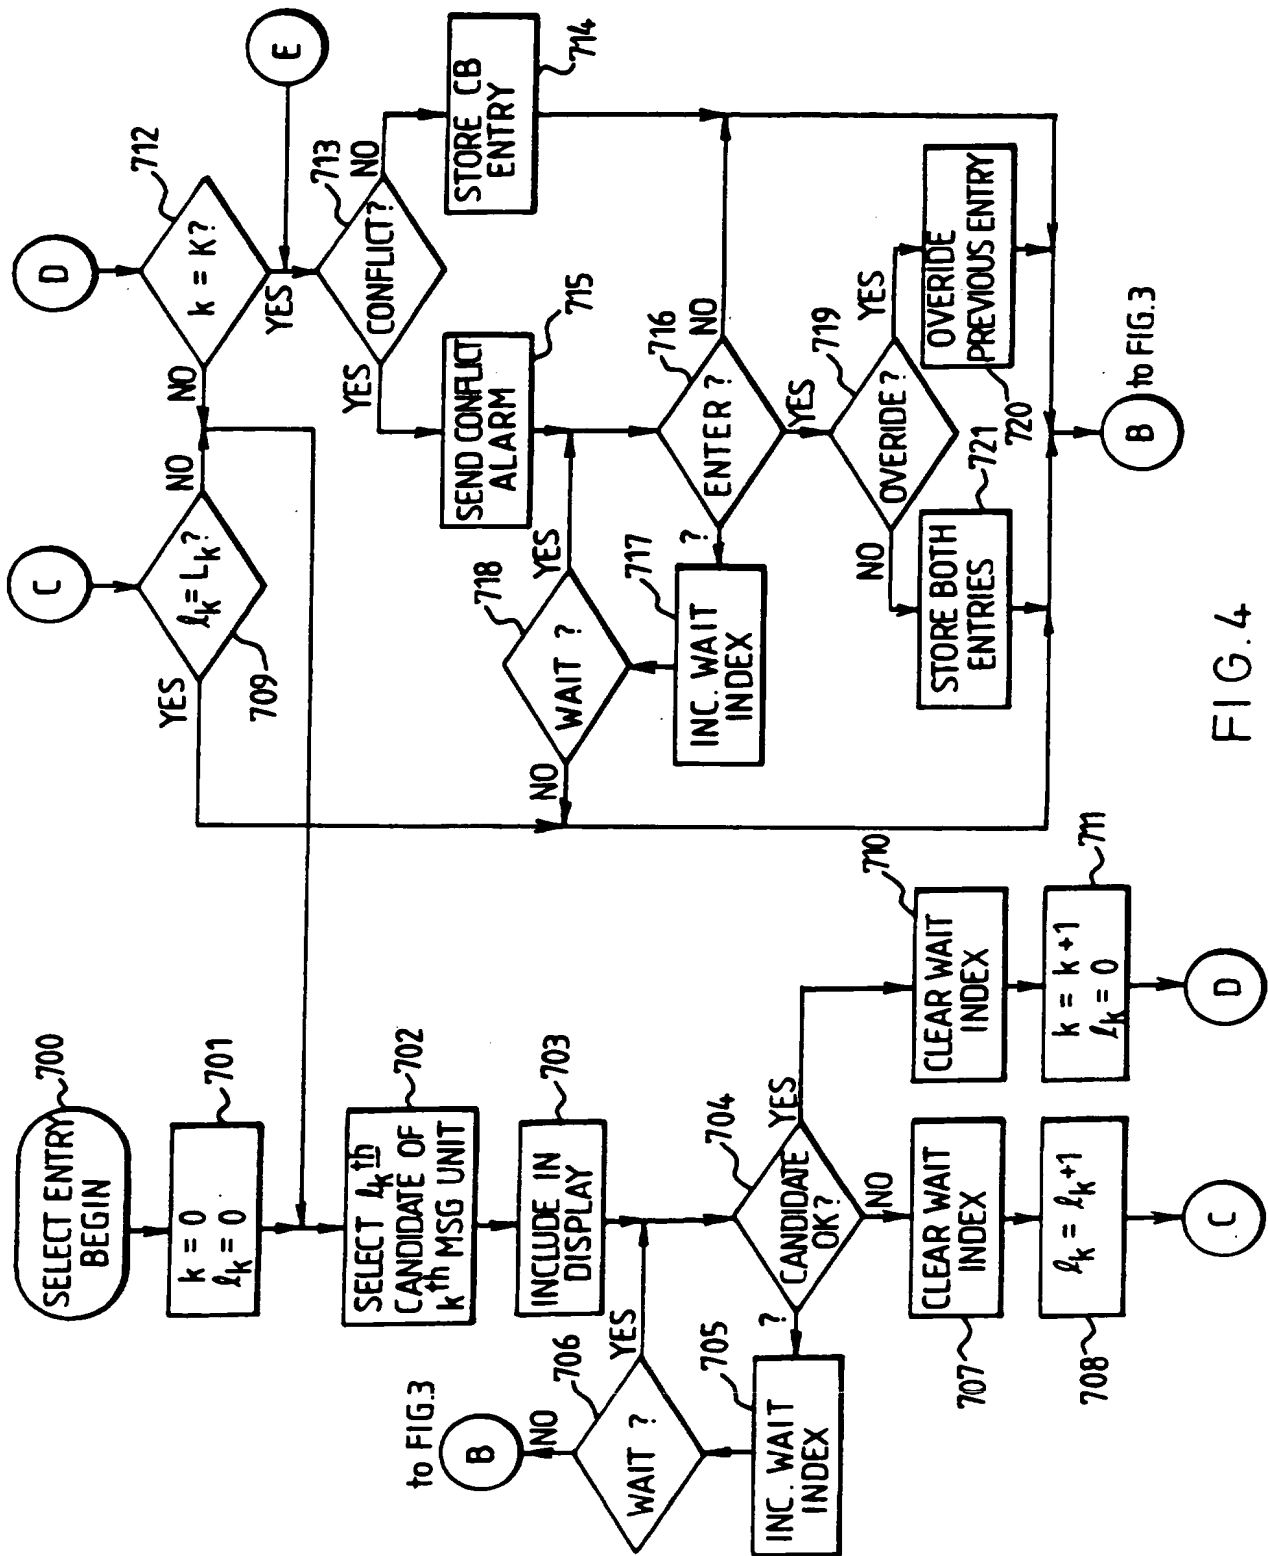 SELECT ENTRY
BEGIN
700
k = 0
ℓk = 0
701
SELECT ℓk th
CANDIDATE OF
kth MSG UNIT
702
INCLUDE IN
DISPLAY
703
CANDIDATE
OK?
704
YES
NO
?
INC. WAIT
INDEX
705
WAIT ?
706
YES
NO
B
to FIG.3
CLEAR WAIT
INDEX
707
ℓk = ℓk+1
708
C
CLEAR WAIT
INDEX
710
k = k+1
ℓk = 0
711
D
C
ℓk = Lk?
709
YES
NO
D
k = K?
712
NO
YES
E
CONFLICT?
713
YES
NO
STORE CB
ENTRY
714
SEND CONFLICT
ALARM
715
ENTER ?
716
NO
YES
?
INC. WAIT
INDEX
717
WAIT ?
718
YES
NO
OVERIDE?
719
YES
NO
OVERIDE
PREVIOUS ENTRY
720
STORE BOTH
ENTRIES
721
B
to FIG.3
FIG.4